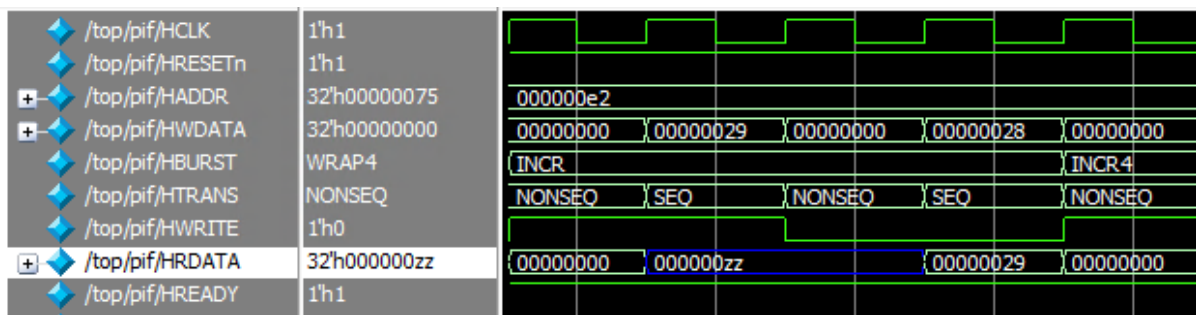 /top/pif/HCLK 1'h1
/top/pif/HRESETn 1'h1
/top/pif/HADDR 32'h00000075 000000e2
/top/pif/HWDATA 32'h00000000 00000000 00000029 00000000 00000028 00000000
/top/pif/HBURST WRAP4 INCR INCR4
/top/pif/HTRANS NONSEQ NONSEQ SEQ NONSEQ SEQ NONSEQ
/top/pif/HWRITE 1'h0
/top/pif/HRDATA 32'h000000zz 00000000 000000zz 00000029 00000000
/top/pif/HREADY 1'h1